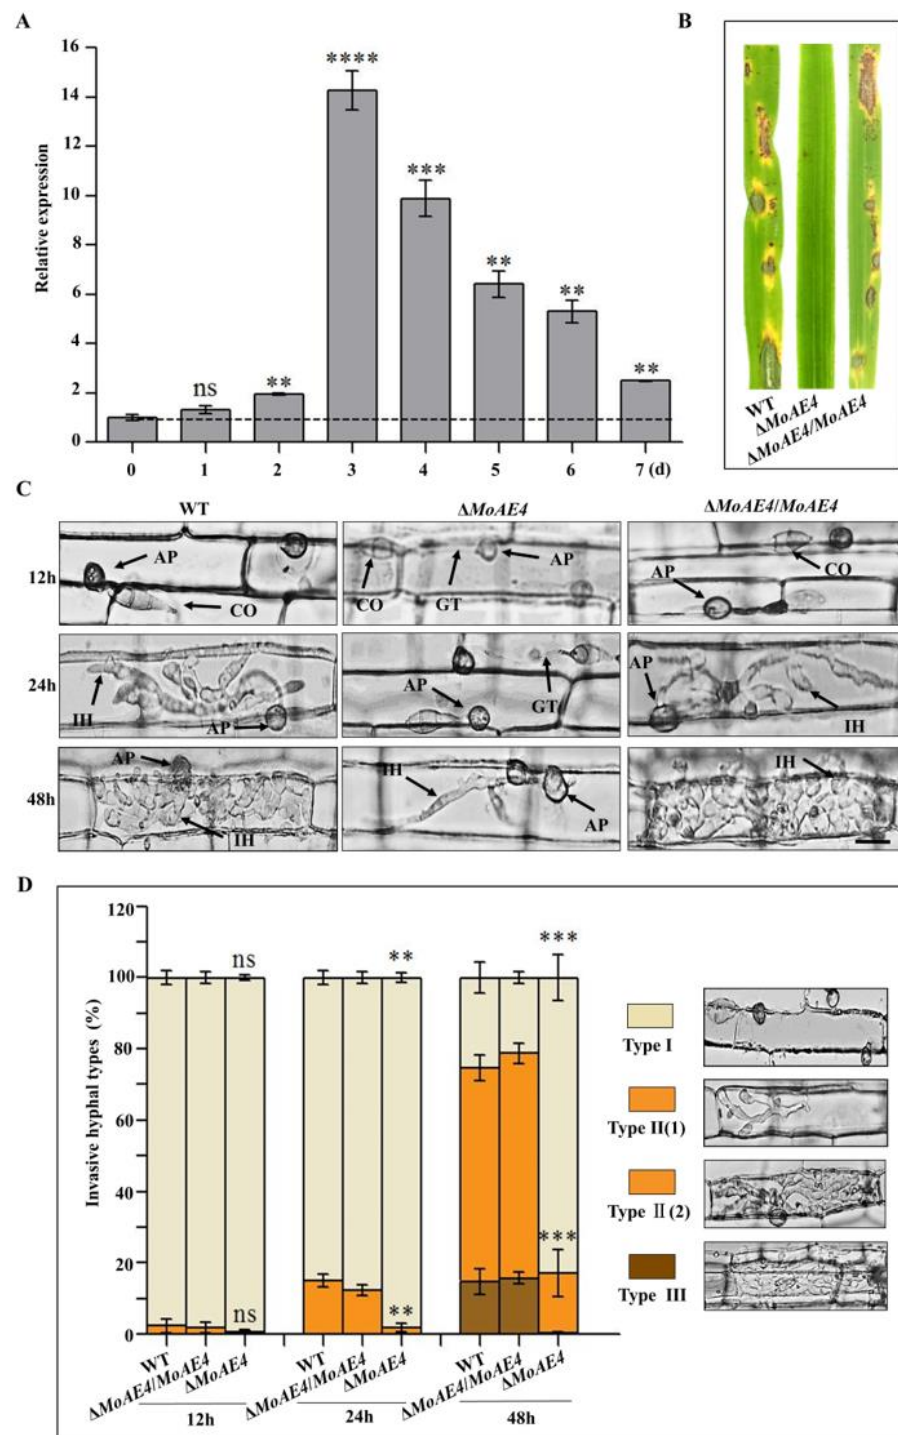 A
16
14
12
10
8
6
4
2
0
Relative expression
ns
**
****
***
**
**
**
0 1 2 3 4 5 6 7 (d)
B
WT
ΔMoAE4
ΔMoAE4/MoAE4
C
WT ΔMoAE4 ΔMoAE4/MoAE4
12h
AP
CO
CO
GT
AP
AP
CO
24h
IH
AP
AP
GT
AP
IH
48h
AP
IH
IH
AP
IH
D
120
100
80
60
40
20
0
Invasive hyphal types (%)
ns
ns
**
**
***
***
WT
ΔMoAE4/MoAE4
ΔMoAE4
12h
WT
ΔMoAE4/MoAE4
ΔMoAE4
24h
WT
ΔMoAE4/MoAE4
ΔMoAE4
48h
Type I
Type II(1)
Type Ⅱ(2)
Type III